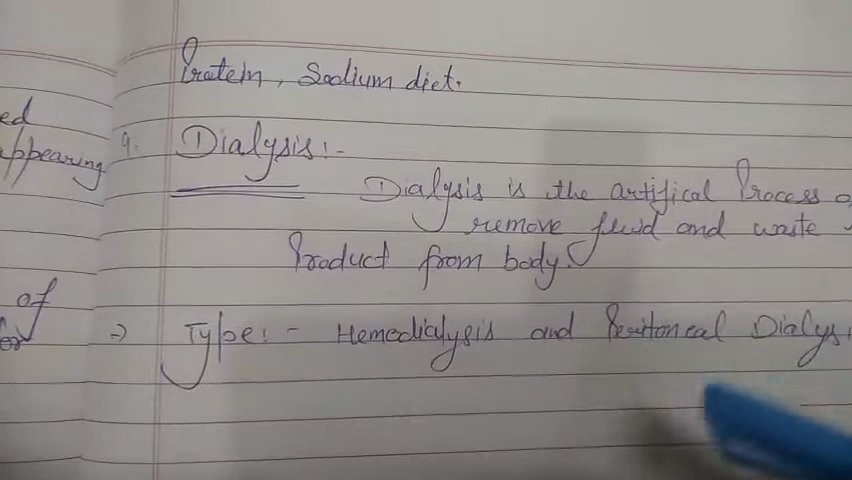 Protein, Sodium diet.
ed
appearing
9. Dialysis:-
Dialysis is the artifical Process o
remove fluid and waste
Product from body.
of
⇒ Type:- Hemodialysis and Peritoneal Dialys